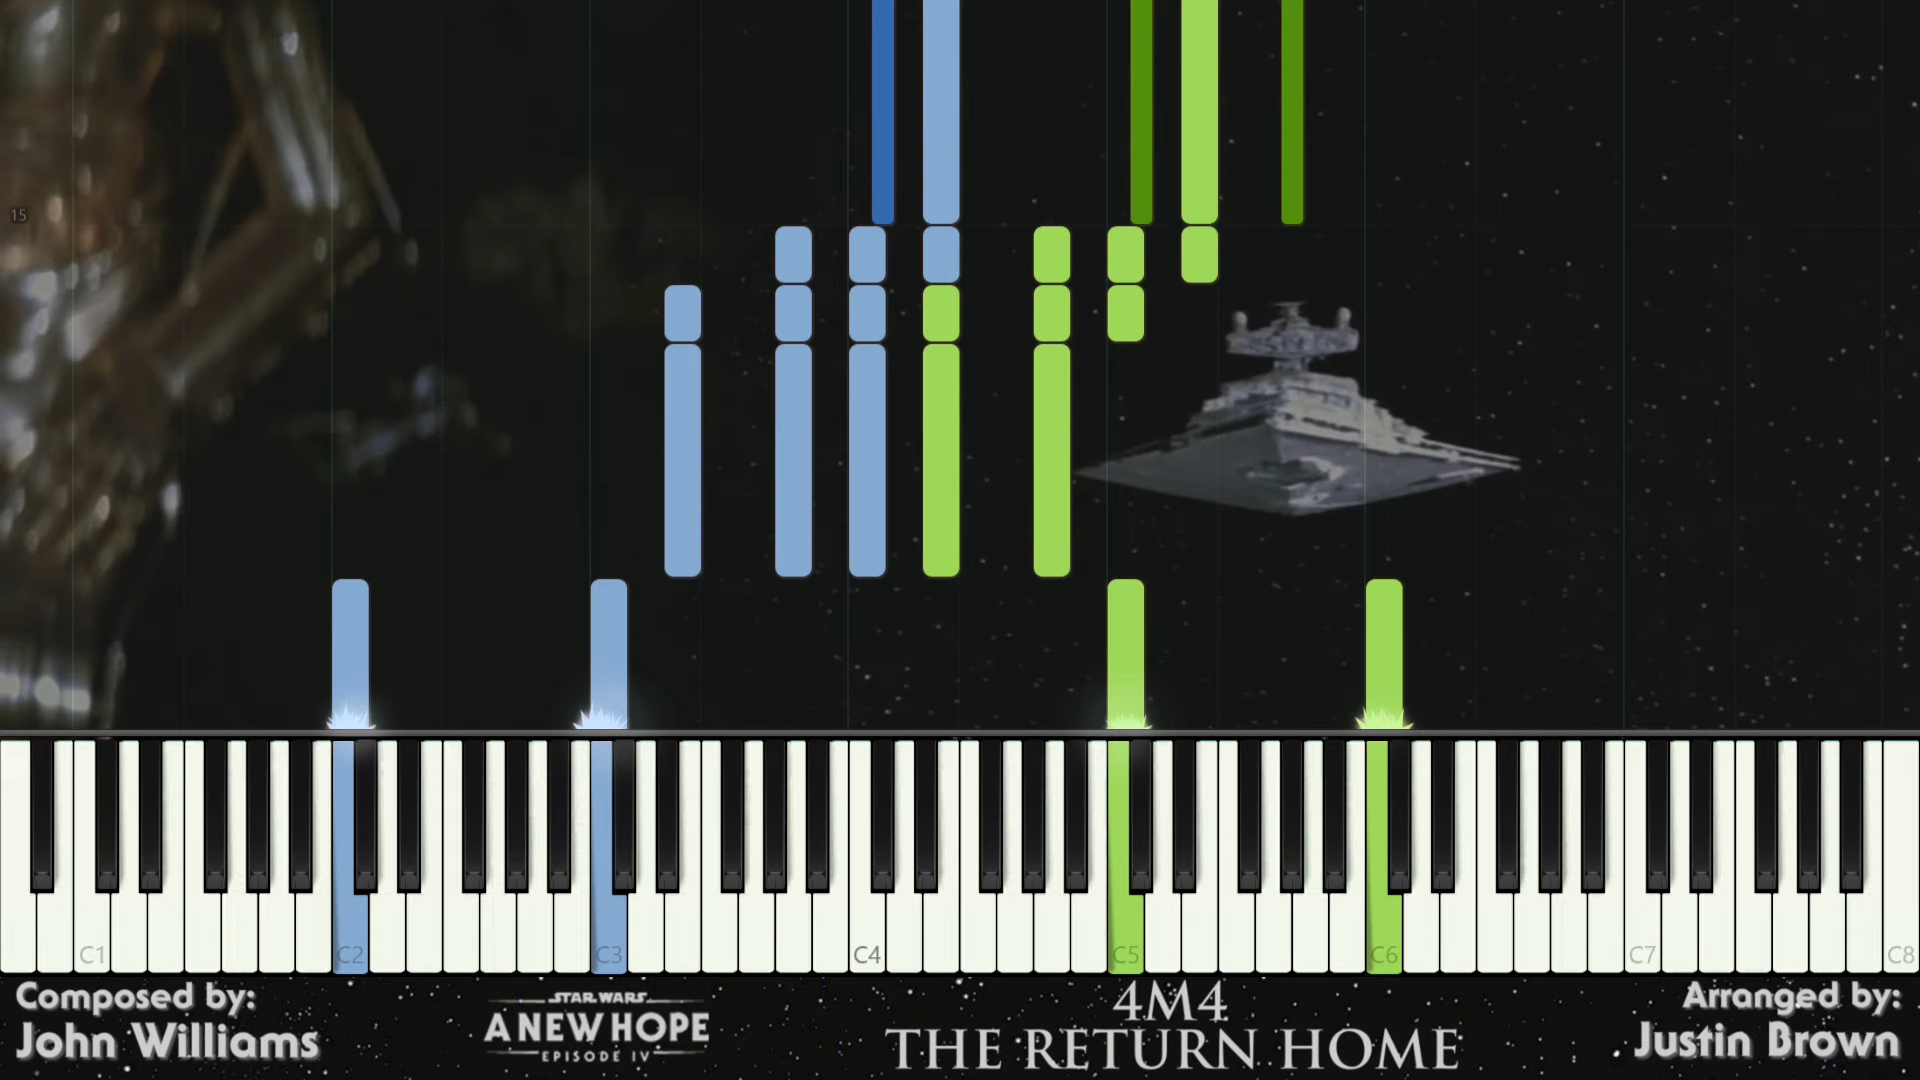 15
C1 C2 C3 C4 C5 C6 C7 C8
Composed by:
John Williams
STAR WARS
A NEW HOPE
EPISODE IV
4M4
THE RETURN HOME
Arranged by:
Justin Brown